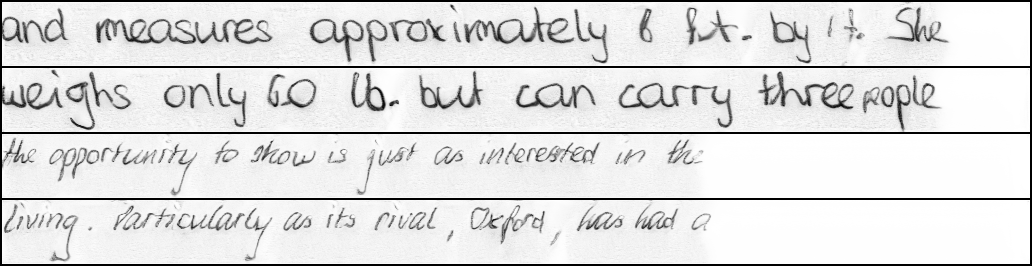 and measures approximately 6 ft. by 1 ft. She
weighs only 60 lb. but can carry three people
the opportunity to show is just as interested in the
living. Particularly as its rival, Oxford, has had a